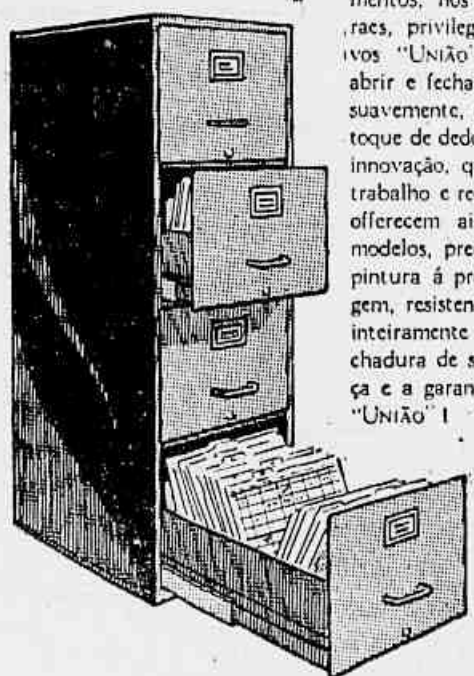 mentos, nos
raes, privileg
vos "UNIÃO"
abrir e fecha
suavemente,
toque de dedo
innovação, q
trabalho e re
offerecem ai
modelos, pre
pintura á pr
gem, resisten
inteiramente
chadura de s
ça e a garan
"UNIÃO" !